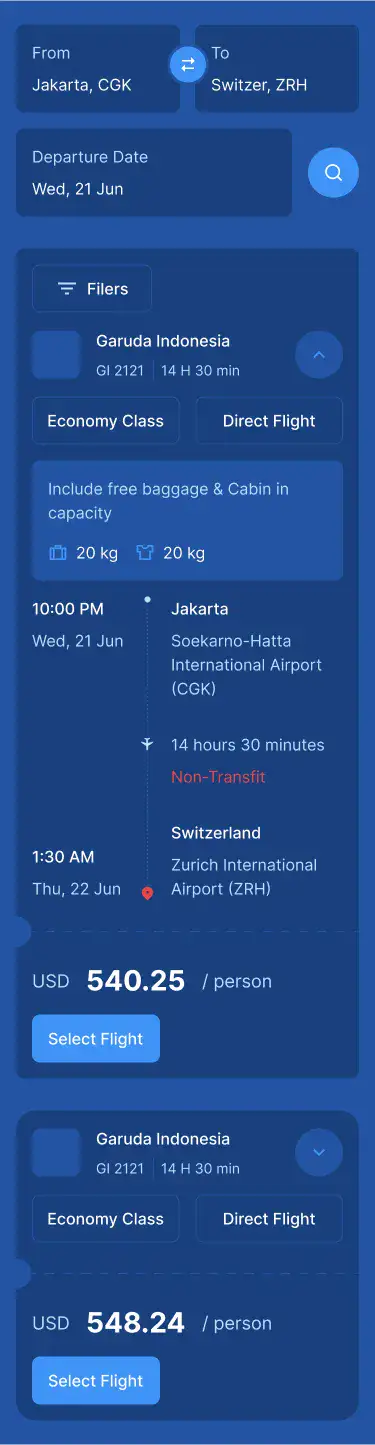 From
Jakarta, CGK
To
Switzer, ZRH
Departure Date
Wed, 21 Jun
Filers
Garuda Indonesia
GI 2121
14 H 30 min
Economy Class
Direct Flight
Include free baggage & Cabin in
capacity
20 kg
20 kg
10:00 PM
Wed, 21 Jun
Jakarta
Soekarno-Hatta
International Airport
(CGK)
14 hours 30 minutes
Non-Transfit
1:30 AM
Thu, 22 Jun
Switzerland
Zurich International
Airport (ZRH)
USD 540.25 / person
Select Flight
Garuda Indonesia
GI 2121
14 H 30 min
Economy Class
Direct Flight
USD 548.24 / person
Select Flight